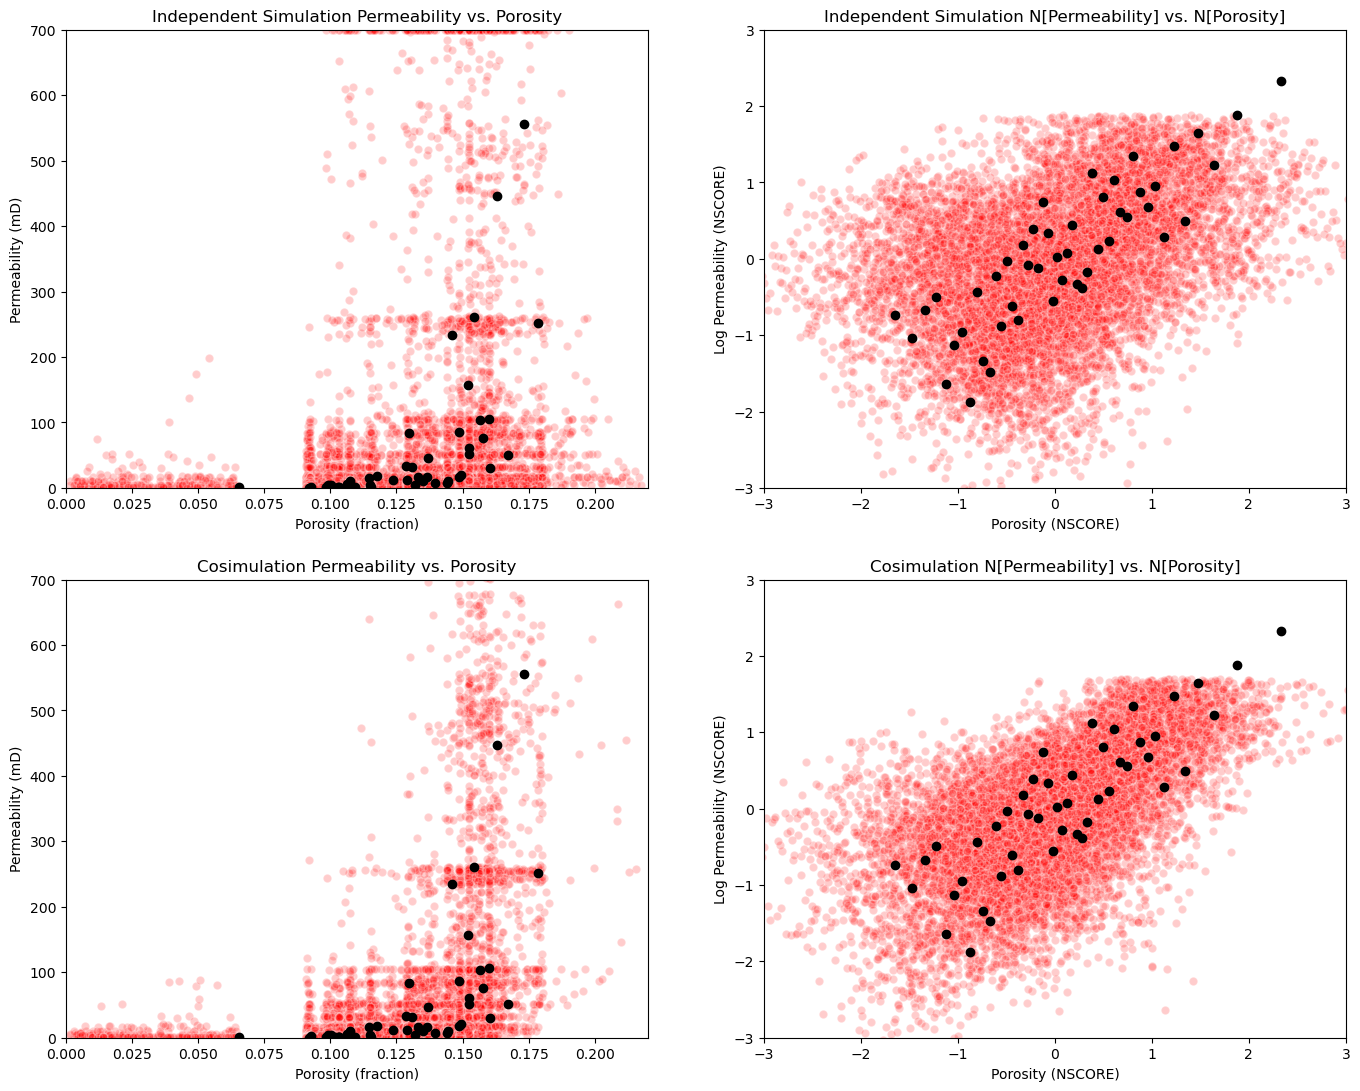 Independent Simulation Permeability vs. Porosity
Permeability (mD)
700
600
500
400
300
200
100
0
0.000 0.025 0.050 0.075 0.100 0.125 0.150 0.175 0.200
Porosity (fraction)
Independent Simulation N[Permeability] vs. N[Porosity]
Log Permeability (NSCORE)
3
2
1
0
−1
−2
−3
−3 −2 −1 0 1 2 3
Porosity (NSCORE)
Cosimulation Permeability vs. Porosity
Permeability (mD)
700
600
500
400
300
200
100
0
0.000 0.025 0.050 0.075 0.100 0.125 0.150 0.175 0.200
Porosity (fraction)
Cosimulation N[Permeability] vs. N[Porosity]
Log Permeability (NSCORE)
3
2
1
0
−1
−2
−3
−3 −2 −1 0 1 2 3
Porosity (NSCORE)